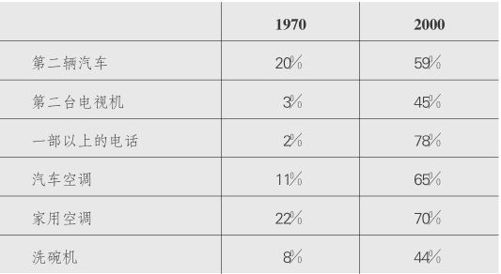 1970 2000
第二辆汽车 20% 59%
第二台电视机 3% 45%
一部以上的电话 2% 78%
汽车空调 11% 65%
家用空调 22% 70%
洗碗机 8% 44%